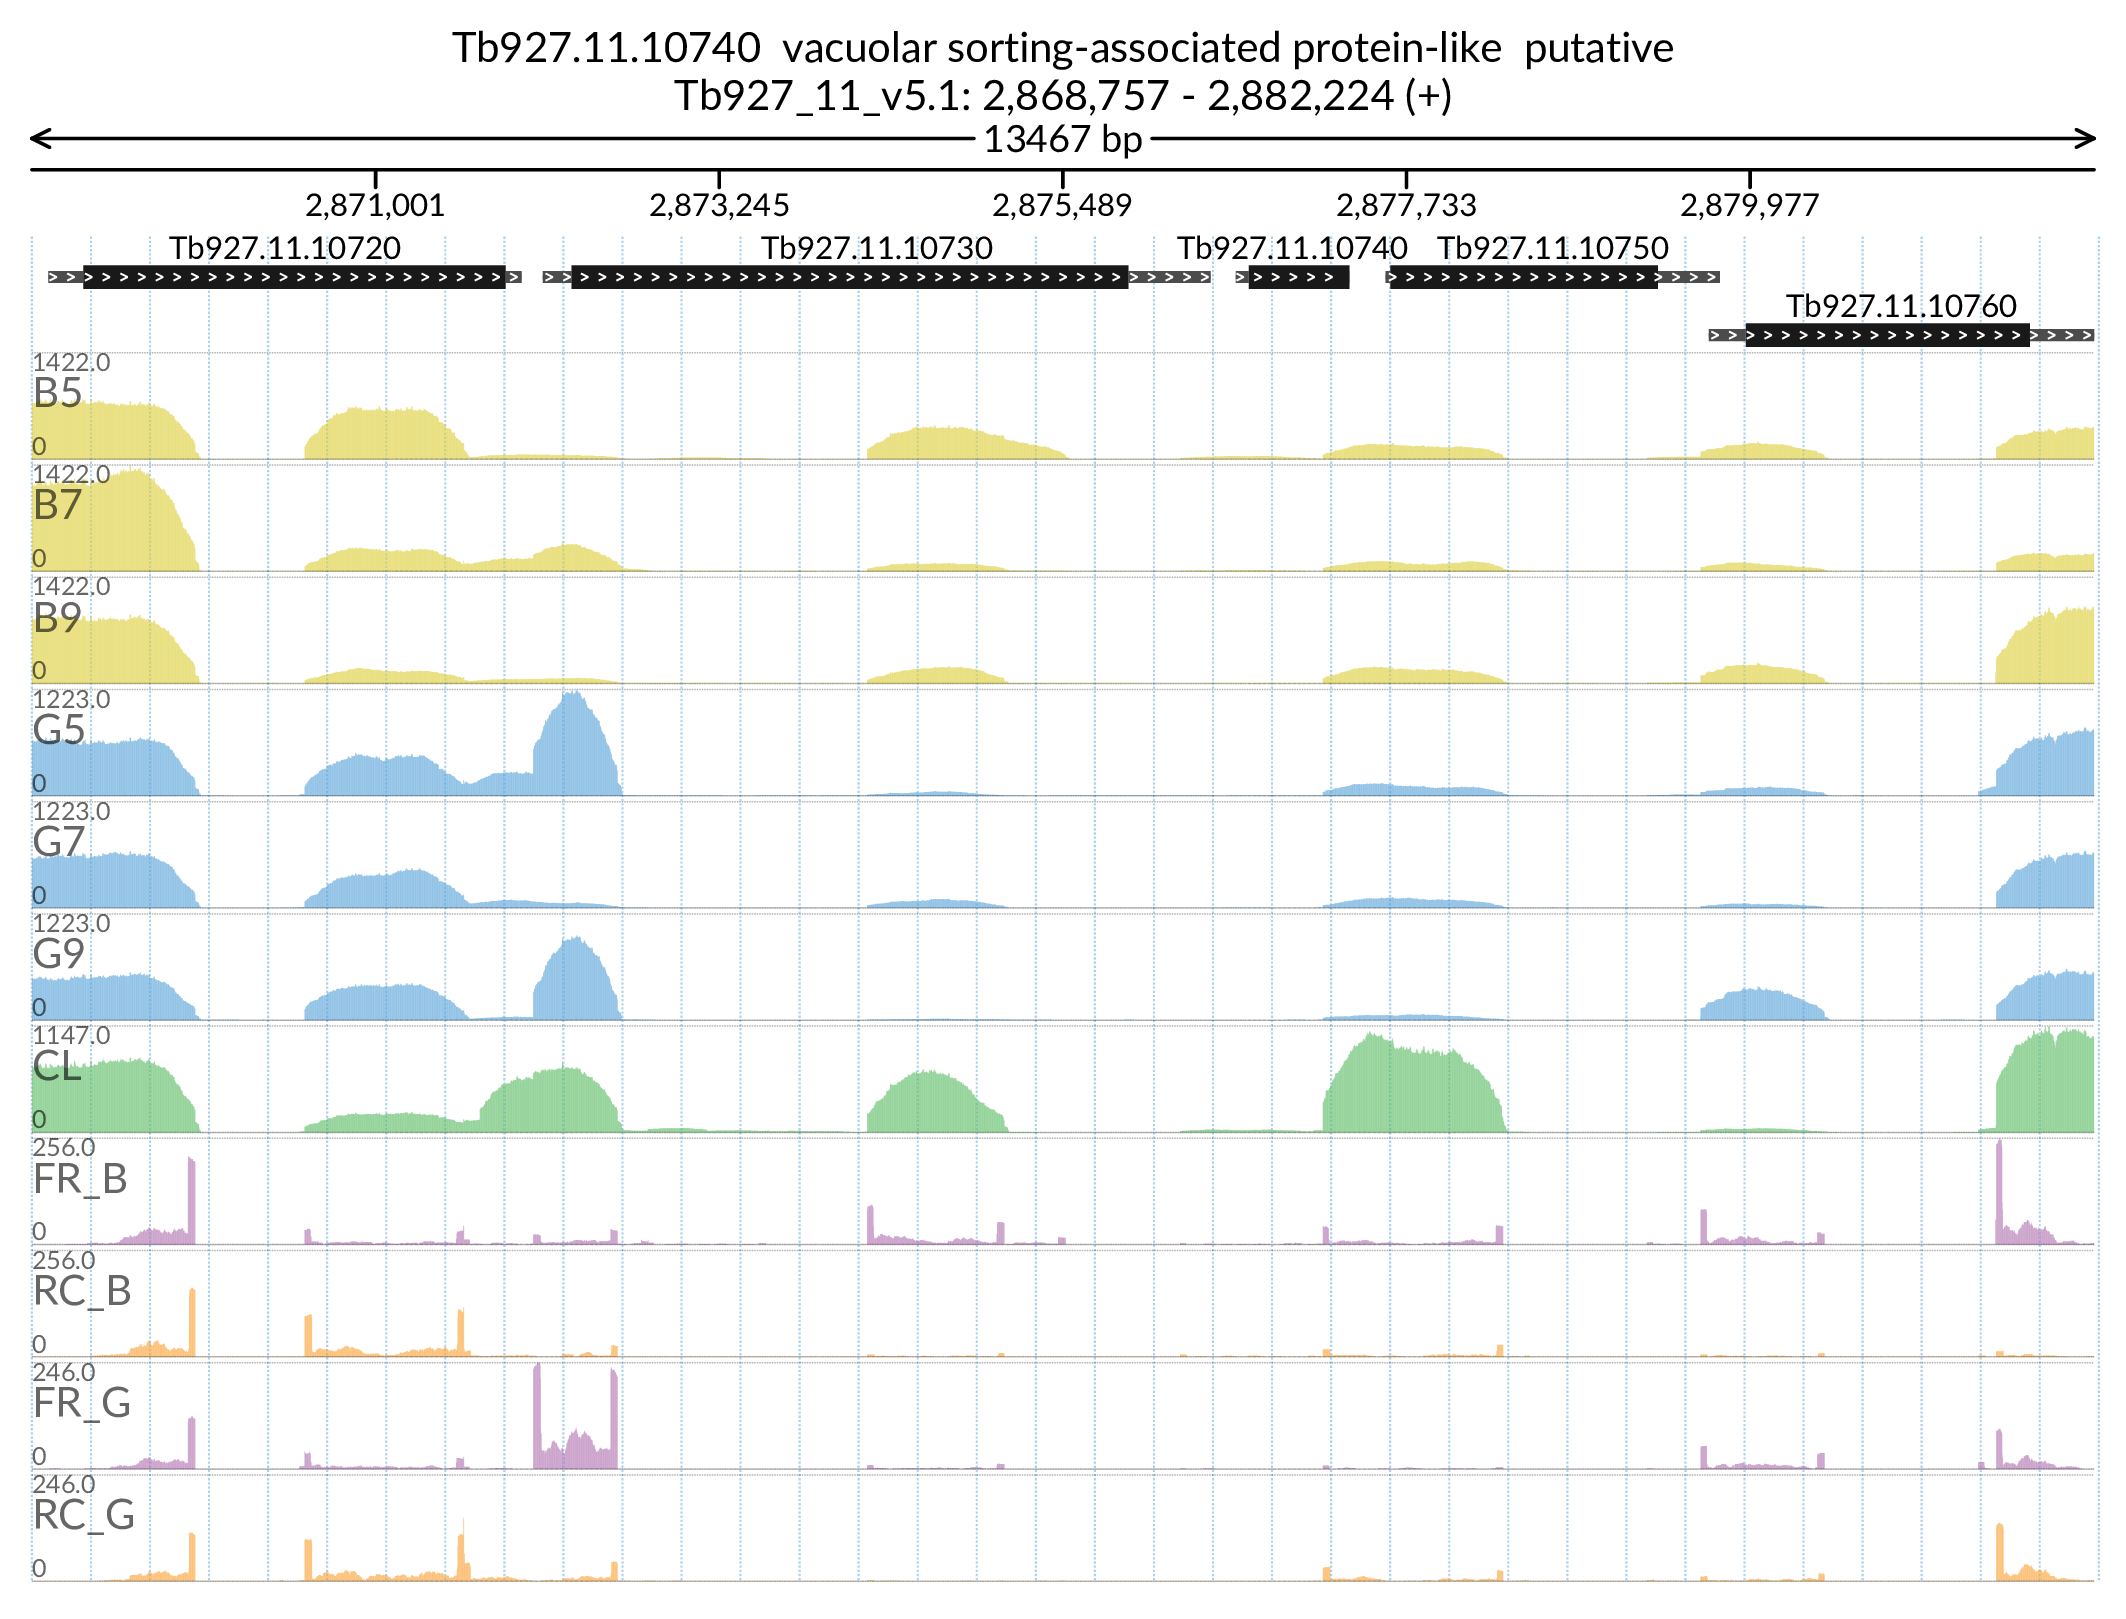 Tb927.11.10740  vacuolar sorting-associated protein-like  putative
Tb927_11_v5.1: 2,868,757 - 2,882,224 (+)
13467 bp
2,871,001 2,873,245 2,875,489 2,877,733 2,879,977
Tb927.11.10720 Tb927.11.10730 Tb927.11.10740 Tb927.11.10750
Tb927.11.10760
1422.0
B5
0
1422.0
B7
0
1422.0
B9
0
1223.0
G5
0
1223.0
G7
0
1223.0
G9
0
1147.0
CL
0
256.0
FR_B
0
256.0
RC_B
0
246.0
FR_G
0
246.0
RC_G
0